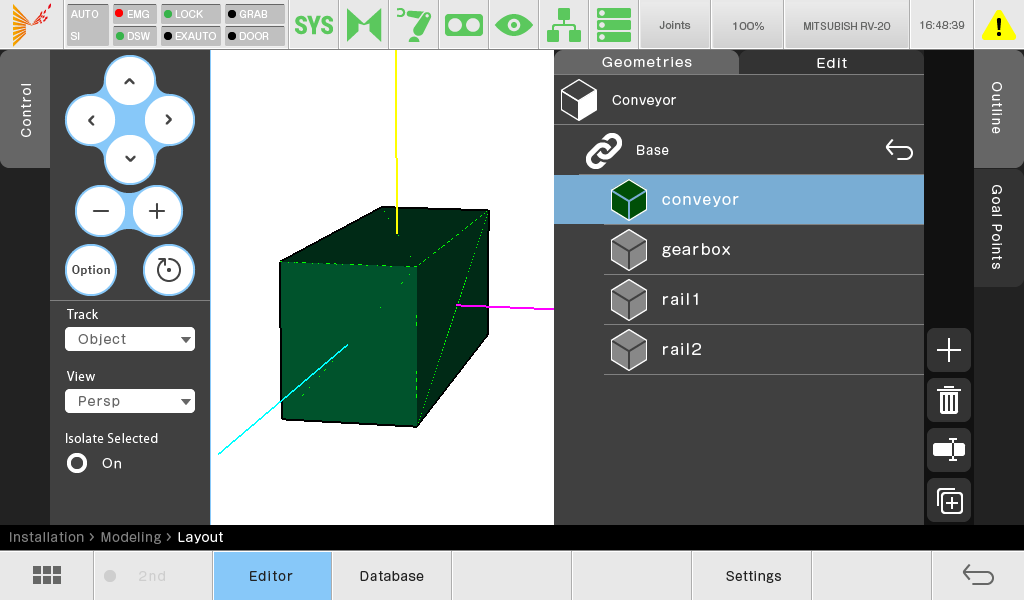 AUTO
SI
EMG
DSW
LOCK
EXAUTO
GRAB
DOOR
SYS
Joints
100%
MITSUBISH RV-20
16:48:39
Control
Option
Track
Object
View
Persp
Isolate Selected
On
Geometries
Edit
Conveyor
Base
conveyor
gearbox
rail1
rail2
Outline
Goal Points
Installation > Modeling > Layout
2nd
Editor
Database
Settings